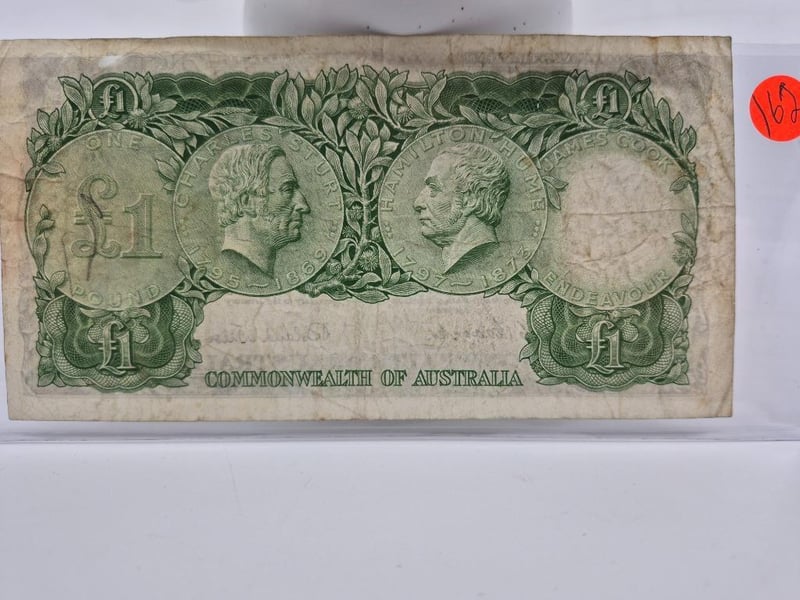 £1
£1
ONE
£1
POUND
CHARLES STURT
1795~1869
HAMILTON HUME
1797~1873
JAMES COOK
ENDEAVOUR
£1
£1
COMMONWEALTH OF AUSTRALIA
162